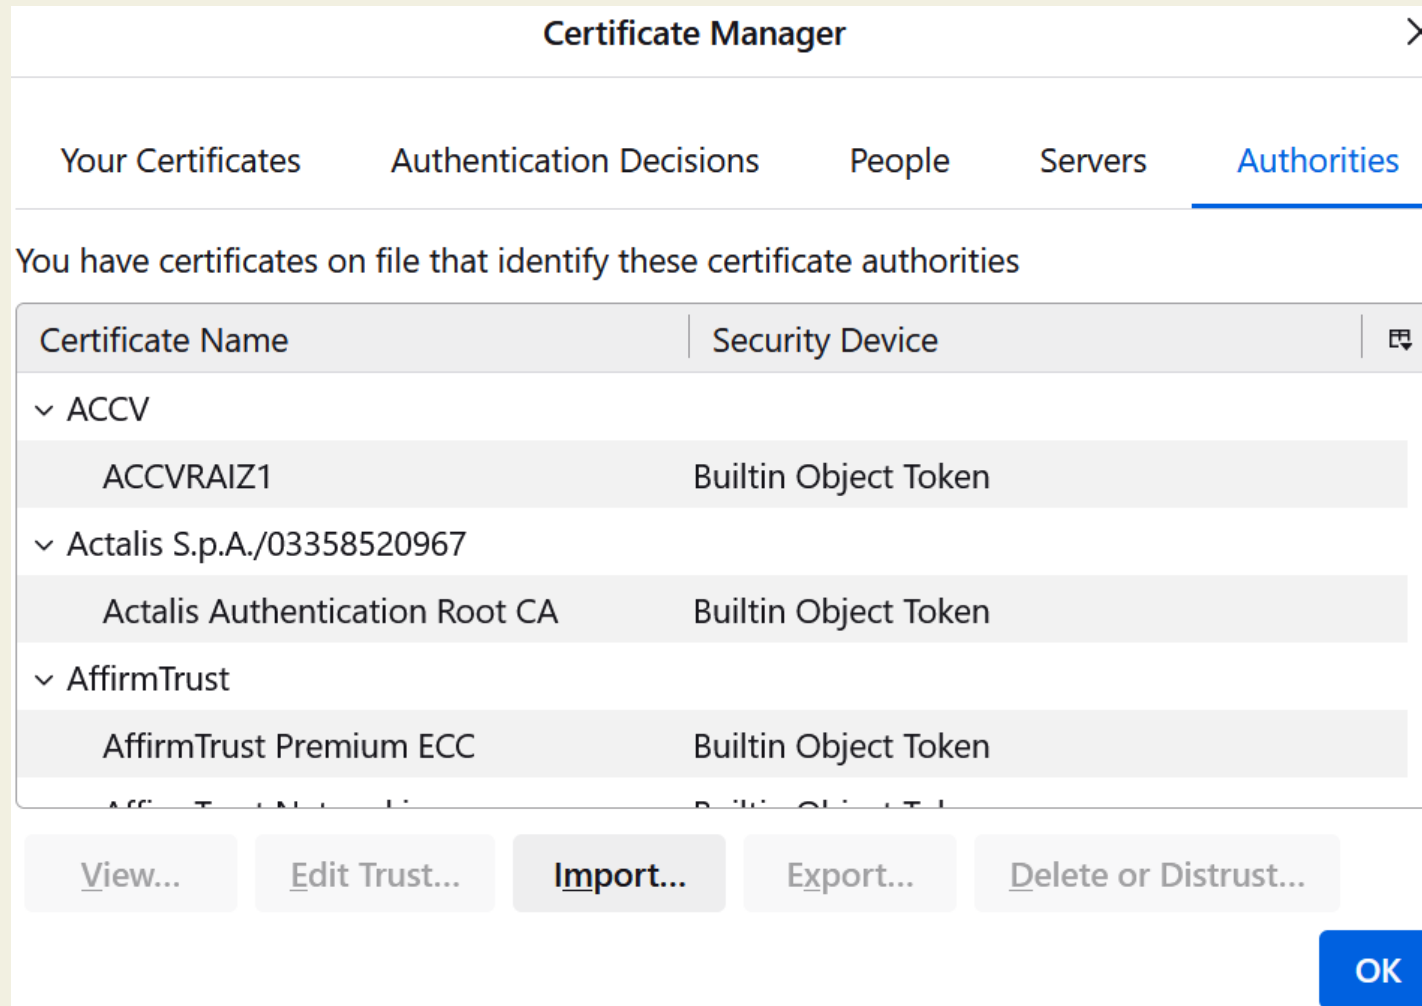 Certificate Manager
Your Certificates Authentication Decisions People Servers Authorities
You have certificates on file that identify these certificate authorities
Certificate Name Security Device
ACCV
ACCVRAIZ1 Builtin Object Token
Actalis S.p.A./03358520967
Actalis Authentication Root CA Builtin Object Token
AffirmTrust
AffirmTrust Premium ECC Builtin Object Token
View... Edit Trust... Import... Export... Delete or Distrust...
OK